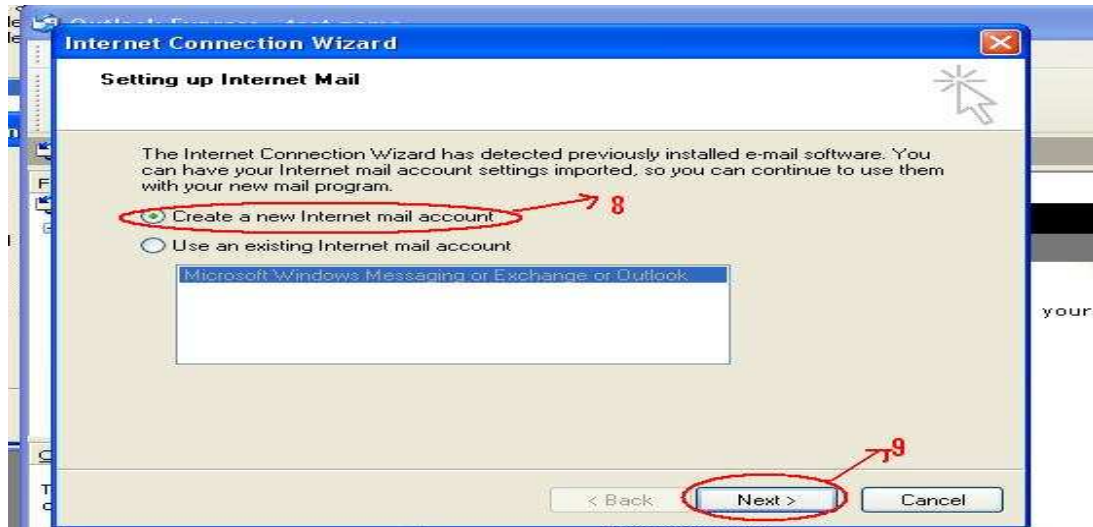 Internet Connection Wizard
Setting up Internet Mail
The Internet Connection Wizard has detected previously installed e-mail software. You
can have your Internet mail account settings imported, so you can continue to use them
with your new mail program.
Create a new Internet mail account
8
Use an existing Internet mail account
Microsoft Windows Messaging or Exchange or Outlook
your
9
< Back
Next >
Cancel